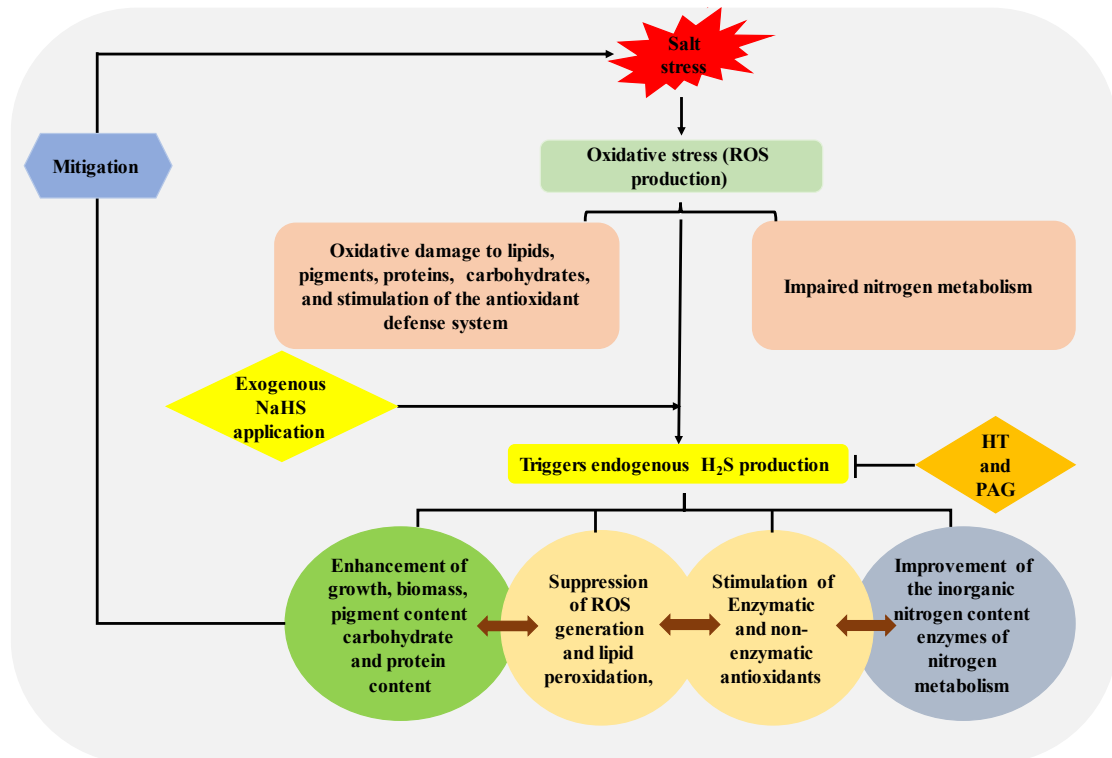 Salt
stress
Mitigation
Oxidative stress (ROS
production)
Oxidative damage to lipids,
pigments, proteins, carbohydrates,
and stimulation of the antioxidant
defense system
Impaired nitrogen metabolism
Exogenous
NaHS
application
Triggers endogenous H₂S production
HT
and
PAG
Enhancement of
growth, biomass,
pigment content
carbohydrate
and protein
content
Suppression
of ROS
generation
and lipid
peroxidation,
Stimulation of
Enzymatic
and non-
enzymatic
antioxidants
Improvement of
the inorganic
nitrogen content
enzymes of
nitrogen
metabolism